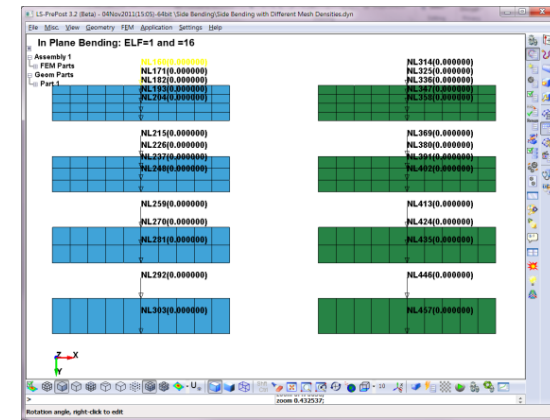 LS-PrePost 3.2 (Beta) - 04Nov2011(15:05)-64bit \Side Bending\Side Bending with Different Mesh Densities.dyn
File Misc. View Geometry FEM Application Settings Help
In Plane Bending: ELF=1 and =16
Assembly 1
FEM Parts
Geom Parts
Part 1
NL160(0.000000)
NL171(0.000000)
NL182(0.000000)
NL193(0.000000)
NL204(0.000000)
NL314(0.000000)
NL325(0.000000)
NL336(0.000000)
NL347(0.000000)
NL358(0.000000)
NL215(0.000000)
NL226(0.000000)
NL237(0.000000)
NL248(0.000000)
NL369(0.000000)
NL380(0.000000)
NL391(0.000000)
NL402(0.000000)
NL259(0.000000)
NL270(0.000000)
NL281(0.000000)
NL413(0.000000)
NL424(0.000000)
NL435(0.000000)
NL292(0.000000)
NL303(0.000000)
NL446(0.000000)
NL457(0.000000)
Z X
Y
10
>
zoom 0.432537;
Rotation angle, right-click to edit